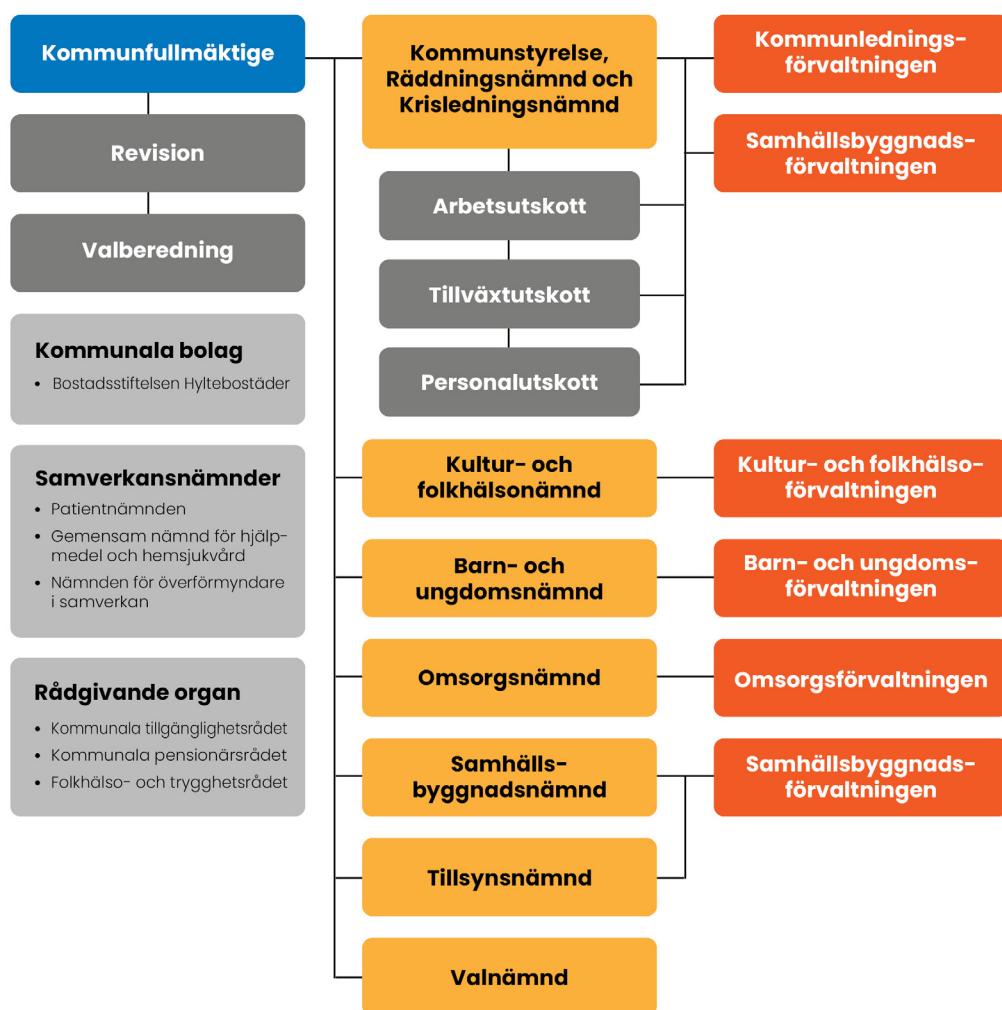 Kommunfullmäktige
Revision
Valberedning
Kommunala bolag
• Bostadsstiftelsen Hyltebostäder
Samverkansnämnder
• Patientnämnden
• Gemensam nämnd för hjälp-
medel och hemsjukvård
• Nämnden för överförmyndare
i samverkan
Rådgivande organ
• Kommunala tillgänglighetsrådet
• Kommunala pensionärsrådet
• Folkhälso- och trygghetsrådet
Kommunstyrelse,
Räddningsnämnd och
Krisledningsnämnd
Arbetsutskott
Tillväxtutskott
Personalutskott
Kultur- och
folkhälsonämnd
Barn- och
ungdomsnämnd
Omsorgsnämnd
Samhälls-
byggnadsnämnd
Tillsynsnämnd
Valnämnd
Kommunlednings-
förvaltningen
Samhällsbyggnads-
förvaltningen
Kultur- och folkhälso-
förvaltningen
Barn- och ungdoms-
förvaltningen
Omsorgsförvaltningen
Samhällsbyggnads-
förvaltningen